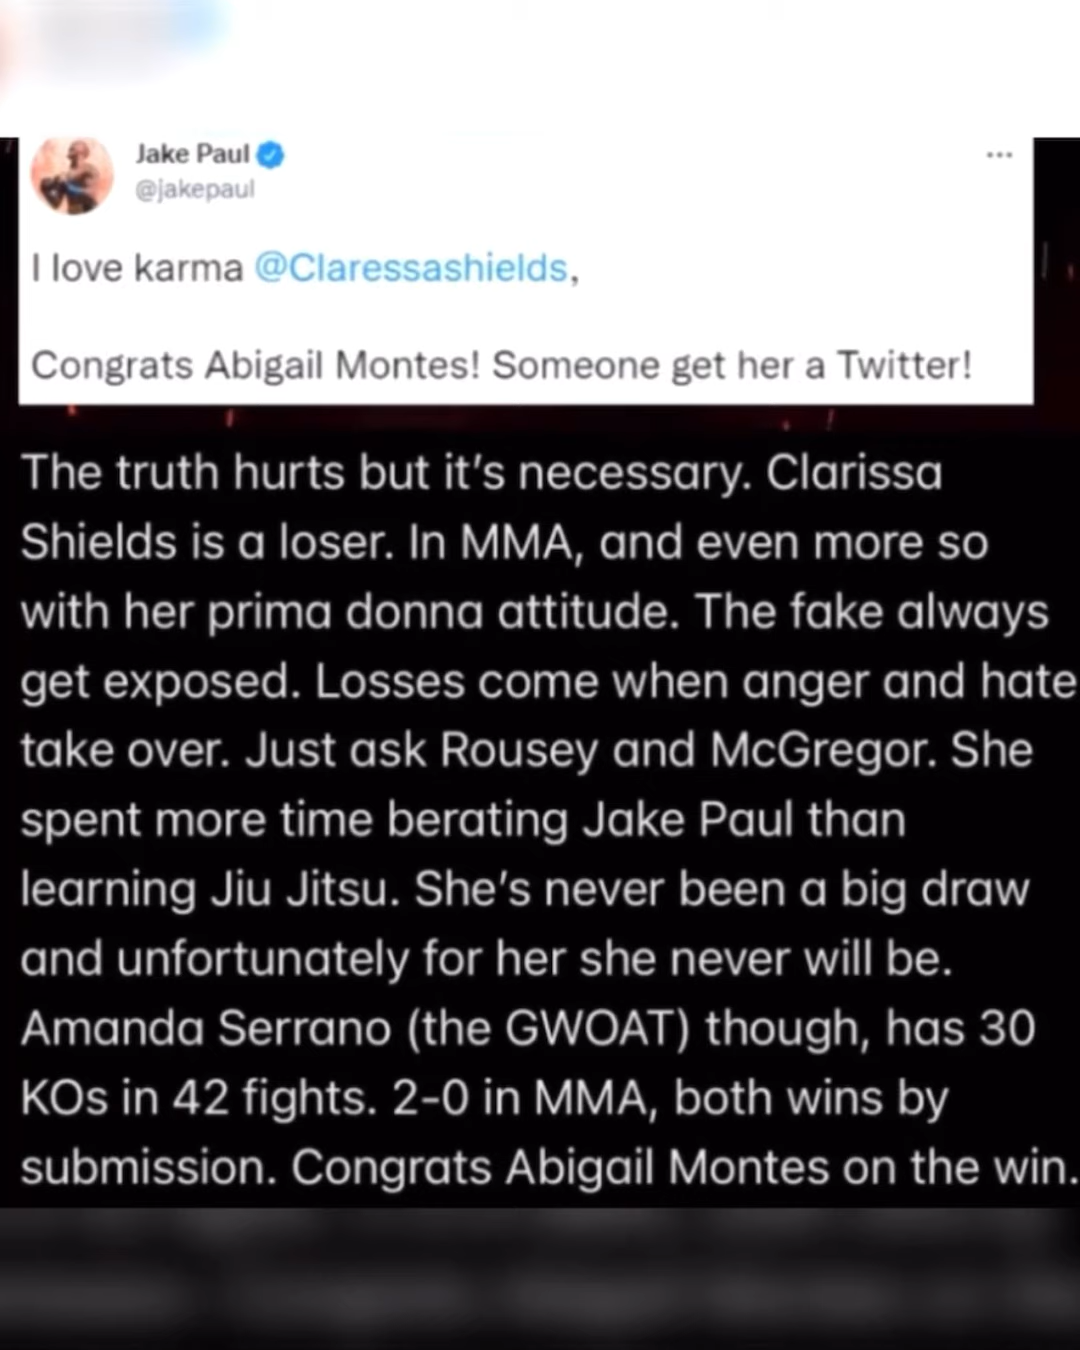 Jake Paul
@jakepaul
I love karma @Claressashields,
Congrats Abigail Montes! Someone get her a Twitter!
The truth hurts but it's necessary. Clarissa
Shields is a loser. In MMA, and even more so
with her prima donna attitude. The fake always
get exposed. Losses come when anger and hate
take over. Just ask Rousey and McGregor. She
spent more time berating Jake Paul than
learning Jiu Jitsu. She's never been a big draw
and unfortunately for her she never will be.
Amanda Serrano (the GWOAT) though, has 30
KOs in 42 fights. 2-0 in MMA, both wins by
submission. Congrats Abigail Montes on the win.